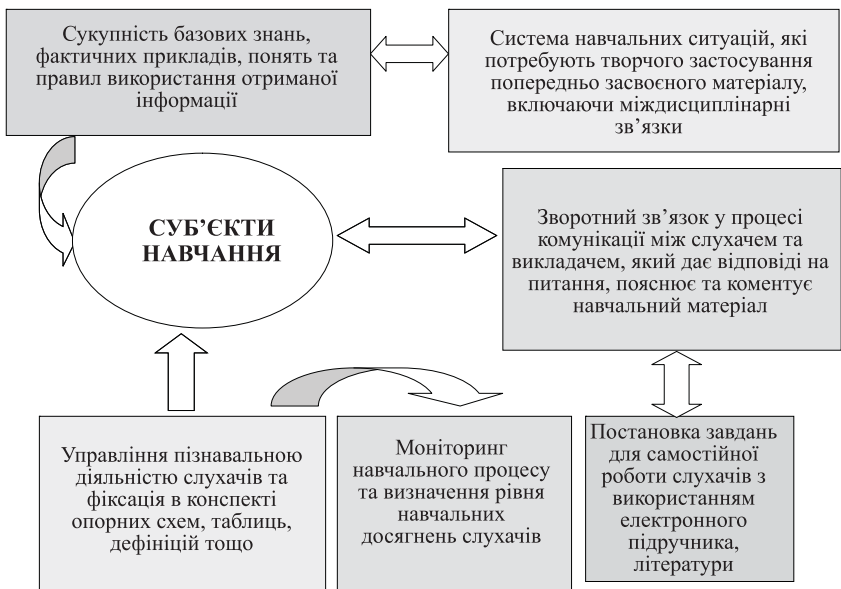 Сукупність базових знань,
фактичних прикладів, понять та
правил використання отриманої
інформації
Система навчальних ситуацій, які
потребують творчого застосування
попередньо засвоєного матеріалу,
включаючи міждисциплінарні
зв’язки
СУБ’ЄКТИ
НАВЧАННЯ
Зворотний зв’язок у процесі
комунікації між слухачем та
викладачем, який дає відповіді на
питання, пояснює та коментує
навчальний матеріал
Управління пізнавальною
діяльністю слухачів та
фіксація в конспекті
опорних схем, таблиць,
дефініцій тощо
Моніторинг
навчального процесу
та визначення рівня
навчальних
досягнень слухачів
Постановка завдань
для самостійної
роботи слухачів з
використанням
електронного
підручника,
літератури